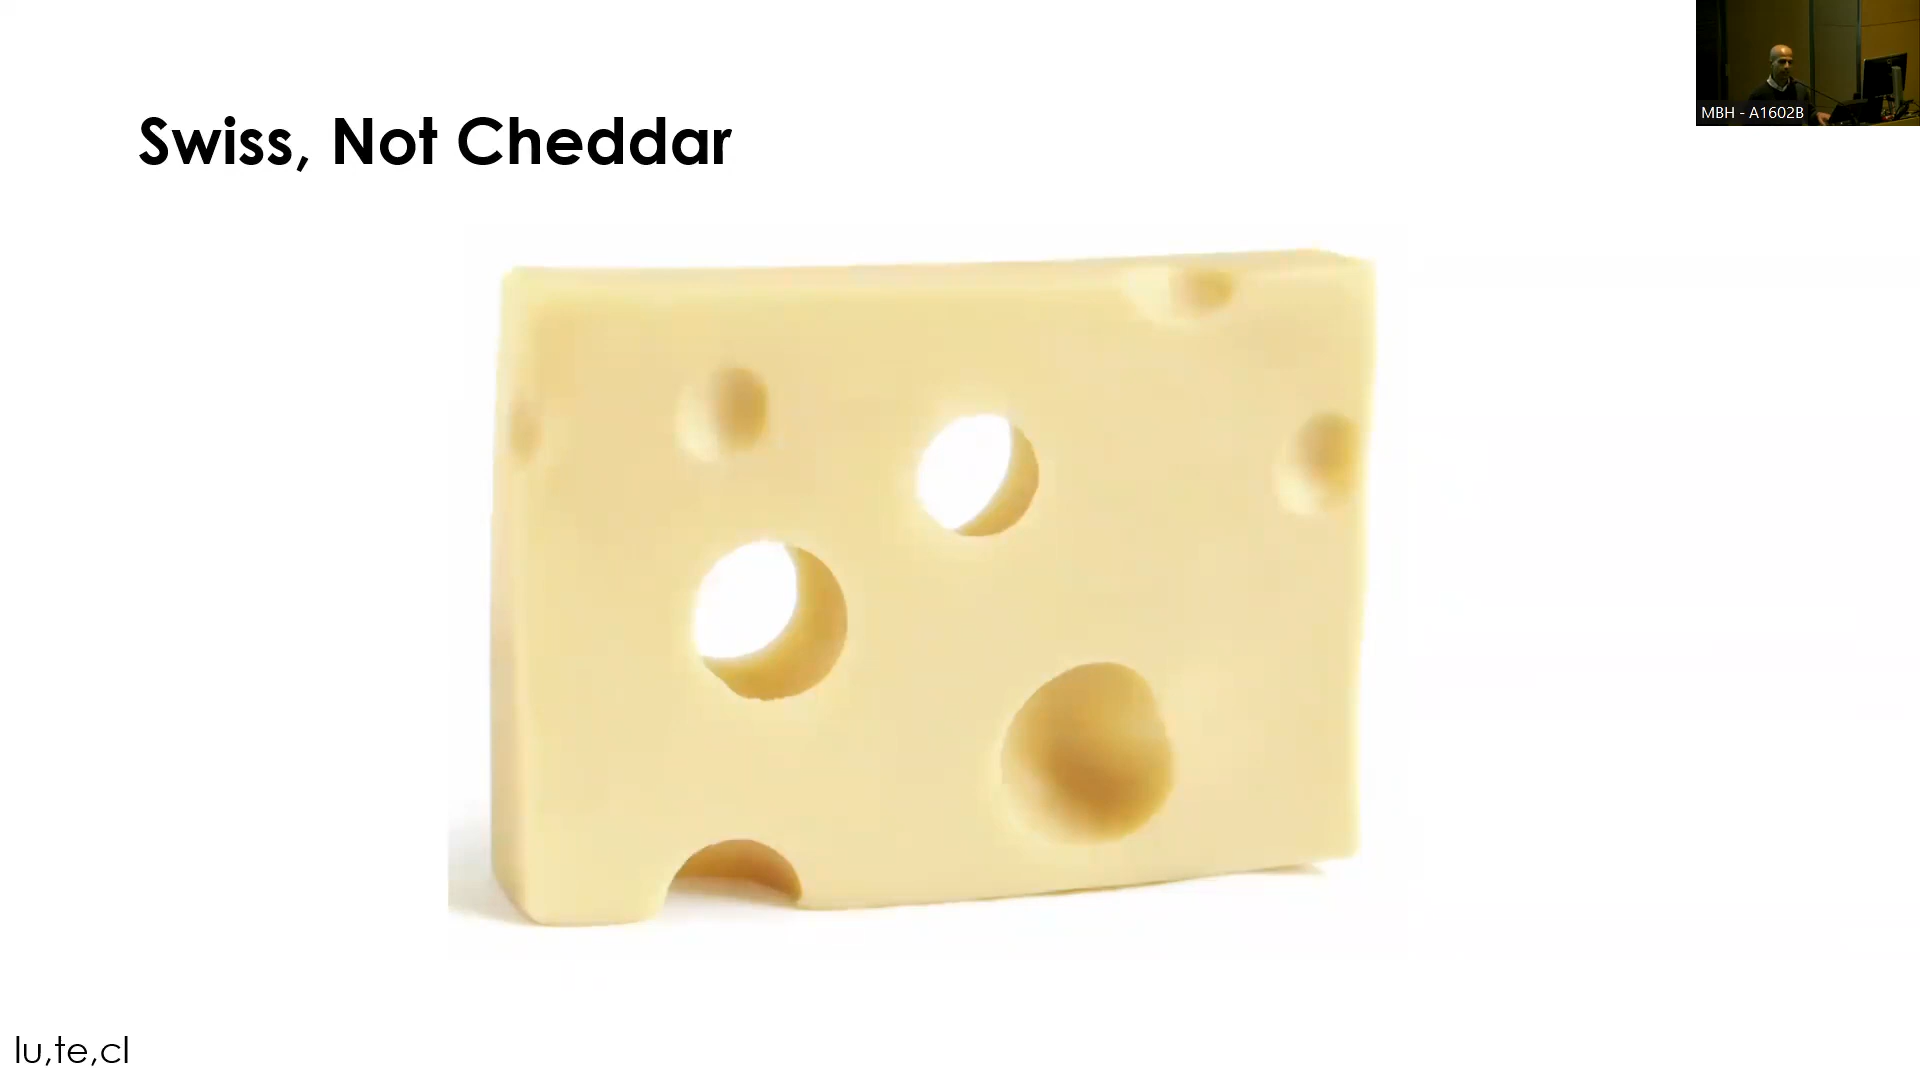 MBH - A1602B
Swiss, Not Cheddar
lu,te,cl